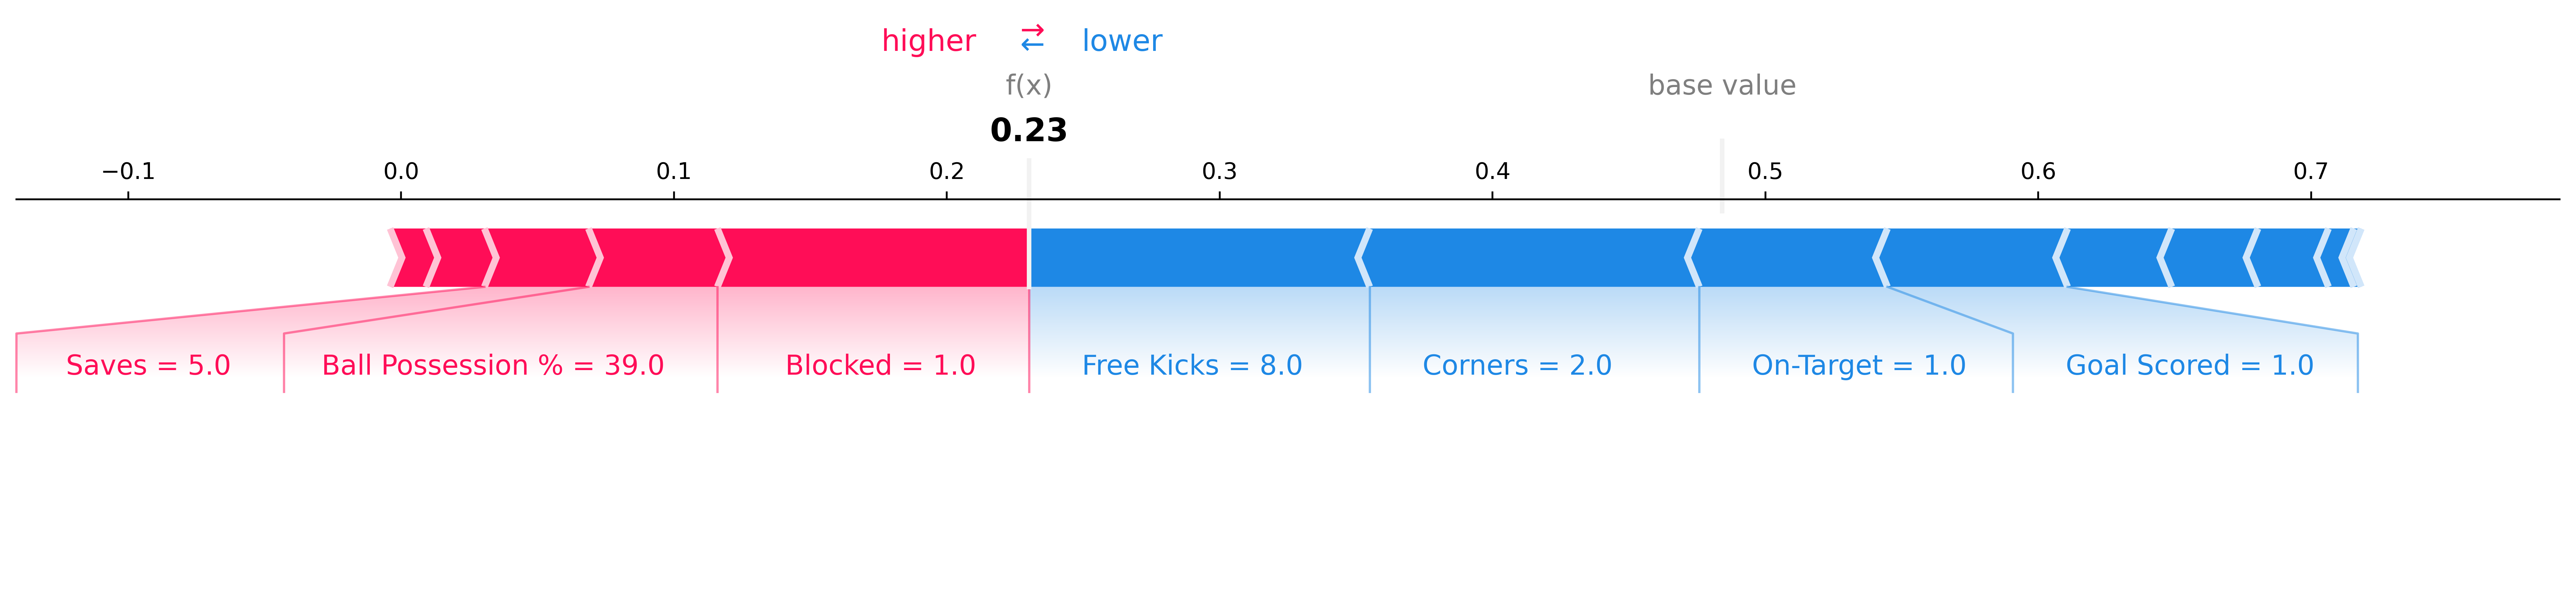 higher ⇄ lower
f(x)
base value
0.23
−0.1 0.0 0.1 0.2 0.3 0.4 0.5 0.6 0.7
Saves = 5.0
Ball Possession % = 39.0
Blocked = 1.0
Free Kicks = 8.0
Corners = 2.0
On-Target = 1.0
Goal Scored = 1.0